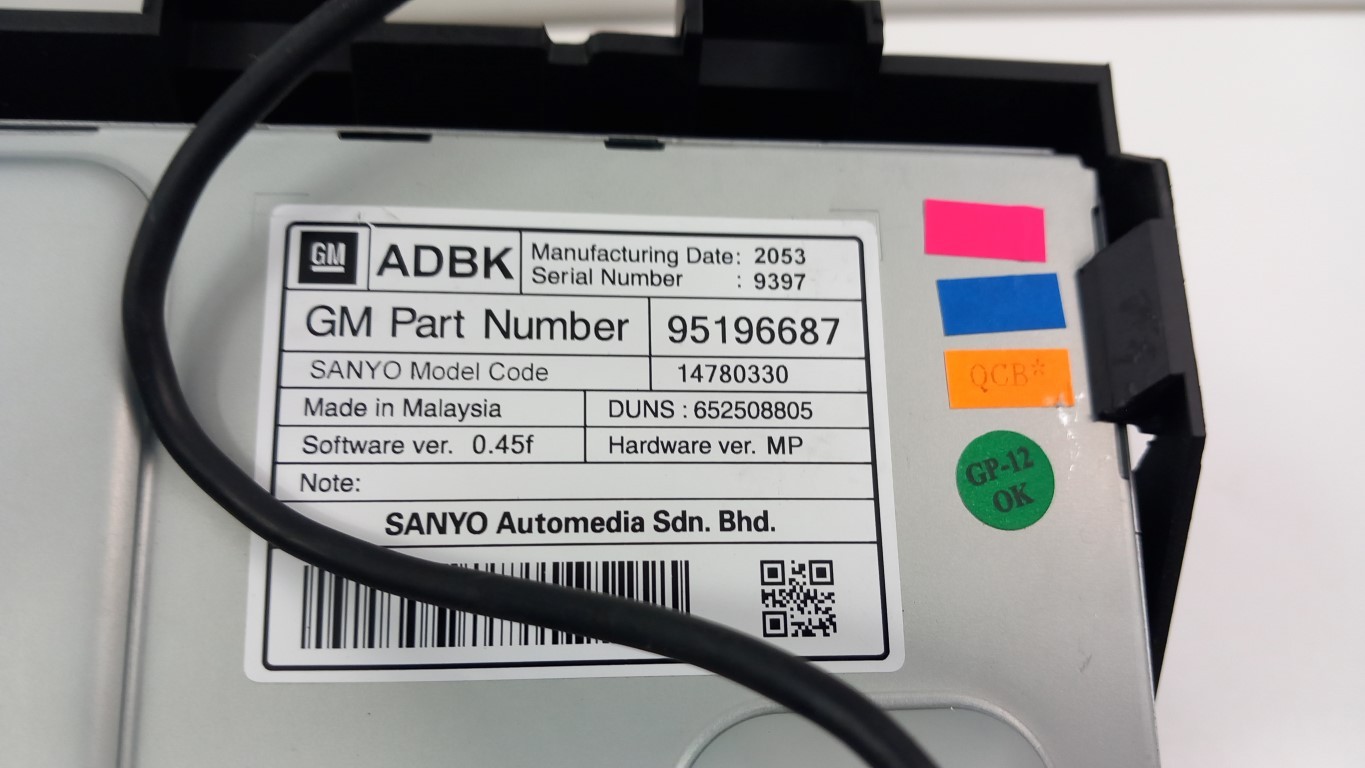 GM
ADBK
Manufacturing Date: 2053
Serial Number : 9397
GM Part Number 95196687
SANYO Model Code 14780330
Made in Malaysia DUNS : 652508805
Software ver. 0.45f Hardware ver. MP
Note:
SANYO Automedia Sdn. Bhd.
QCB*
GP-12
OK